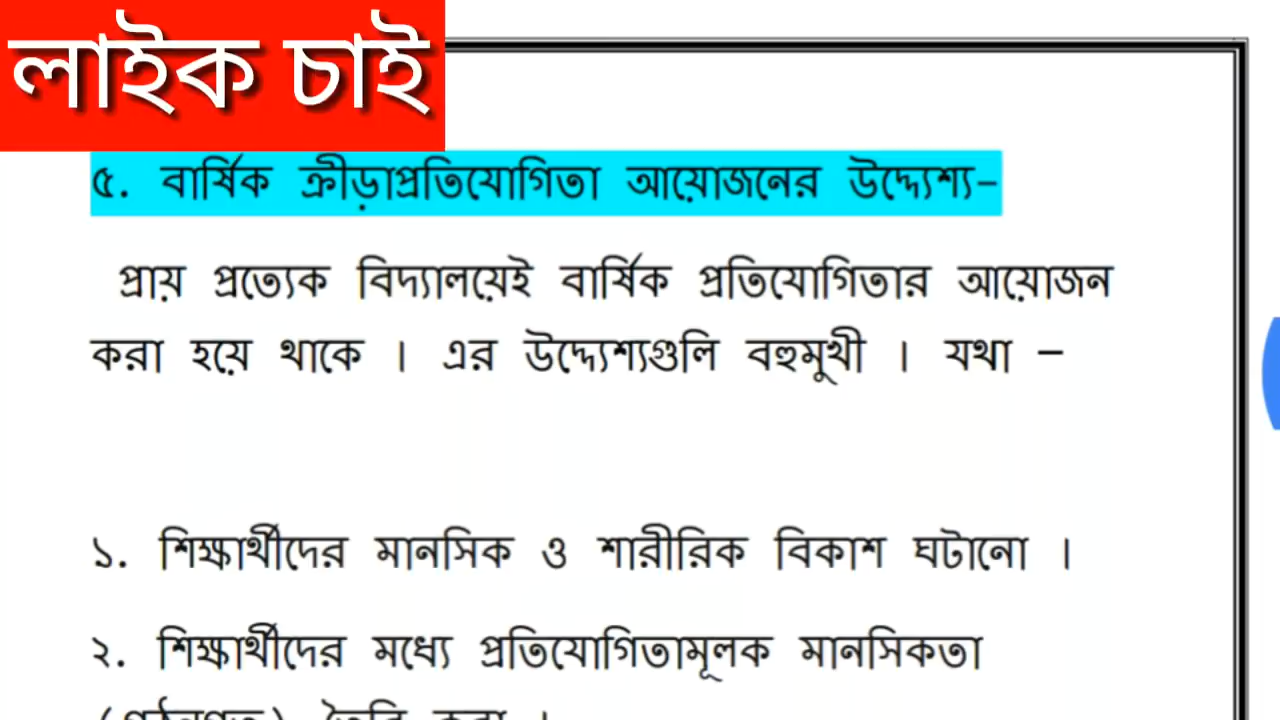 লাইক চাই
৫. বার্ষিক ক্রীড়াপ্রতিযোগিতা আয়োজনের উদ্দ্যেশ্য-
প্রায় প্রত্যেক বিদ্যালয়েই বার্ষিক প্রতিযোগিতার আয়োজন
করা হয়ে থাকে । এর উদ্দ্যেশ্যগুলি বহুমুখী । যথা –
১. শিক্ষার্থীদের মানসিক ও শারীরিক বিকাশ ঘটানো ।
২. শিক্ষার্থীদের মধ্যে প্রতিযোগিতামূলক মানসিকতা
তৈরি করা ।